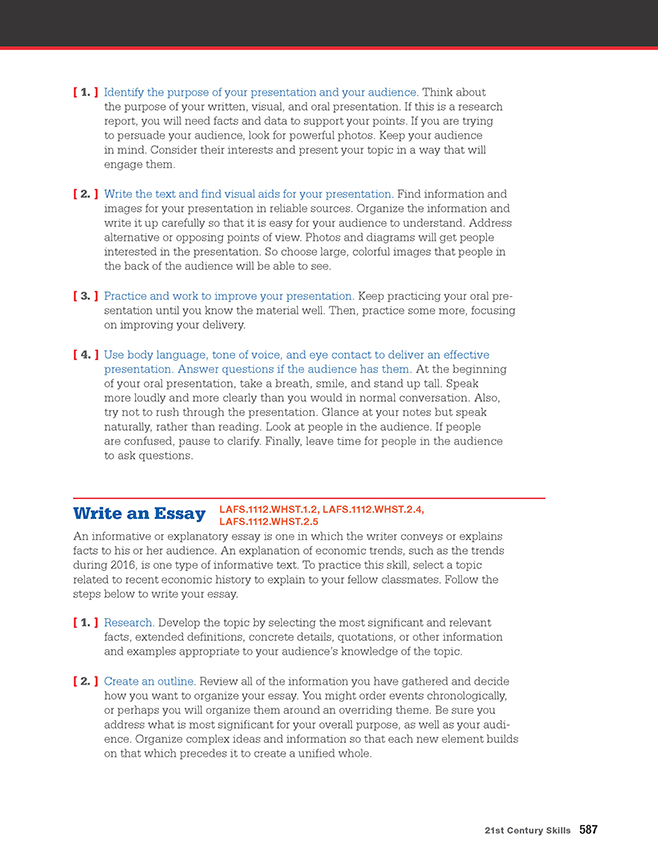 [ 1. ] Identify the purpose of your presentation and your audience. Think about
the purpose of your written, visual, and oral presentation. If this is a research
report, you will need facts and data to support your points. If you are trying
to persuade your audience, look for powerful photos. Keep your audience
in mind. Consider their interests and present your topic in a way that will
engage them.
[ 2. ] Write the text and find visual aids for your presentation. Find information and
images for your presentation in reliable sources. Organize the information and
write it up carefully so that it is easy for your audience to understand. Address
alternative or opposing points of view. Photos and diagrams will get people
interested in the presentation. So choose large, colorful images that people in
the back of the audience will be able to see.
[ 3. ] Practice and work to improve your presentation. Keep practicing your oral pre-
sentation until you know the material well. Then, practice some more, focusing
on improving your delivery.
[ 4. ] Use body language, tone of voice, and eye contact to deliver an effective
presentation. Answer questions if the audience has them. At the beginning
of your oral presentation, take a breath, smile, and stand up tall. Speak
more loudly and more clearly than you would in normal conversation. Also,
try not to rush through the presentation. Glance at your notes but speak
naturally, rather than reading. Look at people in the audience. If people
are confused, pause to clarify. Finally, leave time for people in the audience
to ask questions.
Write an Essay LAFS.1112.WHST.1.2, LAFS.1112.WHST.2.4,
LAFS.1112.WHST.2.5
An informative or explanatory essay is one in which the writer conveys or explains
facts to his or her audience. An explanation of economic trends, such as the trends
during 2016, is one type of informative text. To practice this skill, select a topic
related to recent economic history to explain to your fellow classmates. Follow the
steps below to write your essay.
[ 1. ] Research. Develop the topic by selecting the most significant and relevant
facts, extended definitions, concrete details, quotations, or other information
and examples appropriate to your audience's knowledge of the topic.
[ 2. ] Create an outline. Review all of the information you have gathered and decide
how you want to organize your essay. You might order events chronologically,
or perhaps you will organize them around an overriding theme. Be sure you
address what is most significant for your overall purpose, as well as your audi-
ence. Organize complex ideas and information so that each new element builds
on that which precedes it to create a unified whole.
21st Century Skills 587